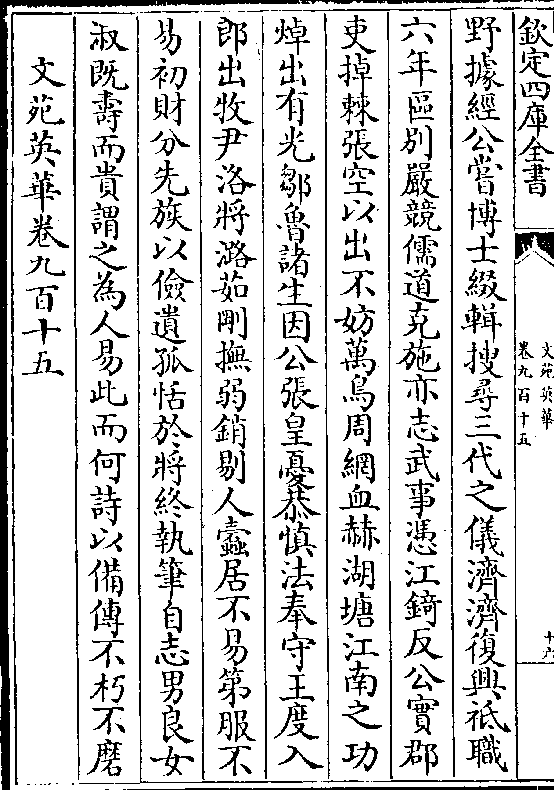 欽定四庫全書
文苑英華
卷九百十五
十六
野據經公嘗博士綴輯搜尋三代之儀濟濟復興祗職
六年區别嚴競儒道克施亦志武事憑江錡反公實郡
吏掉棘張空以出不妨萬鳥周網血赫湖塘江南之功
焯出有光鄒魯諸生因公張皇憂恭慎法奉守王度入
郎出牧尹洛將潞茹剛撫弱銷剔人蠧居不易第服不
易初財分先族以儉遺孤恬於將終執筆自志男良女
淑既壽而貴謂之為人易此而何詩以備傳不朽不磨
文苑英華卷九百十五